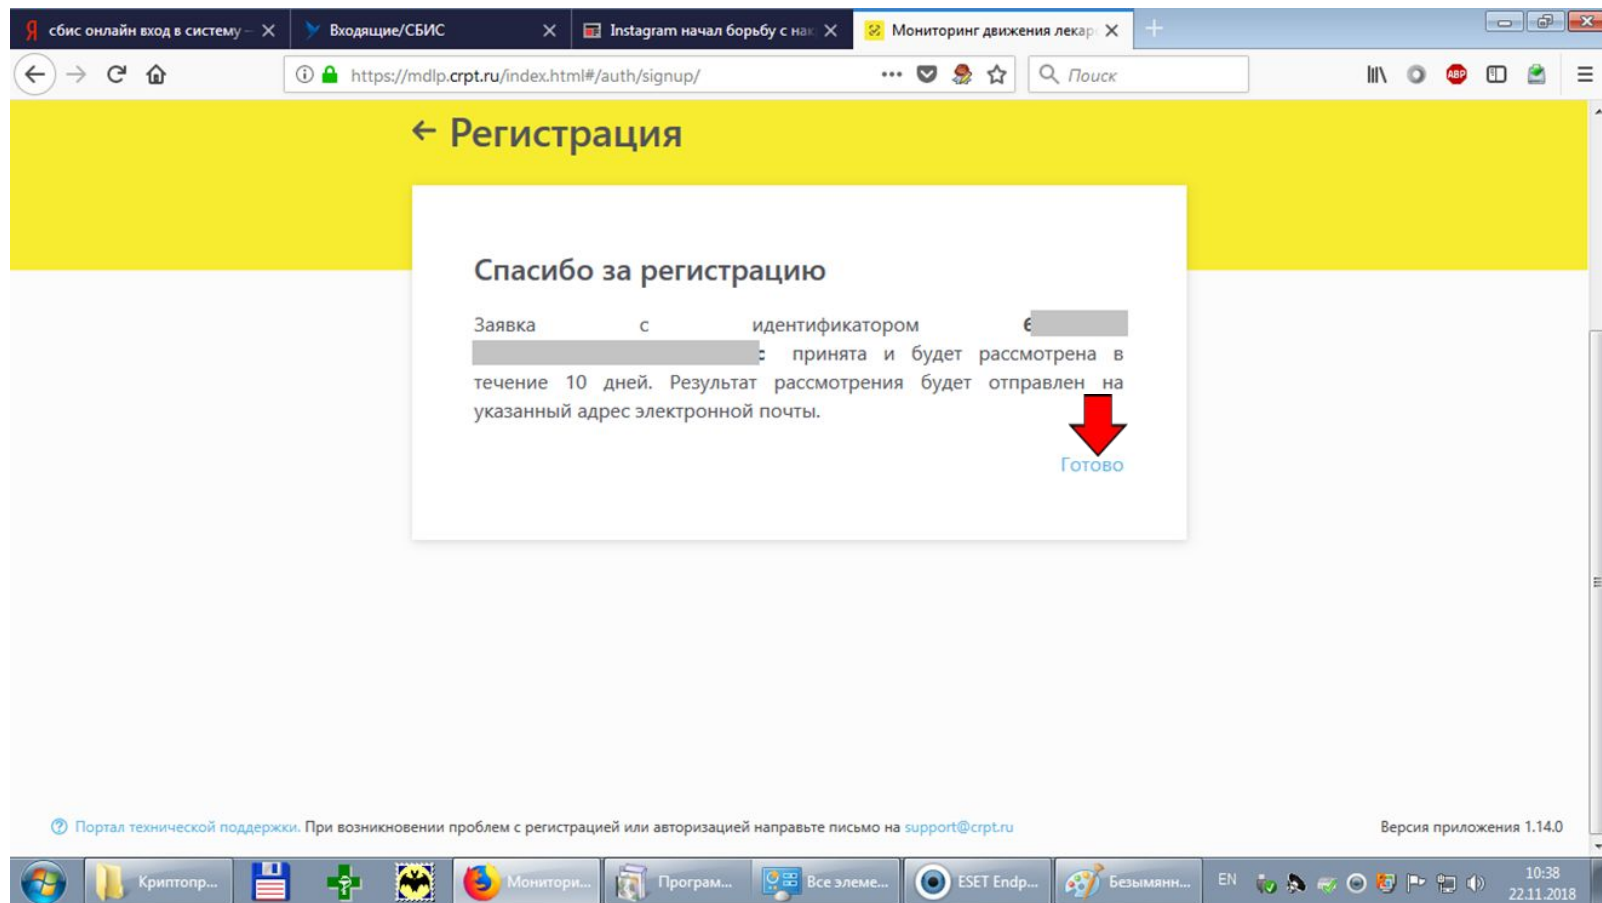 сбис онлайн вход в систему –
Входящие/СБИС
Instagram начал борьбу с нак
Мониторинг движения лекар
https://mdlp.crpt.ru/index.html#/auth/signup/
Поиск
ABP
Регистрация
Спасибо за регистрацию
Заявка с идентификатором 6
с принята и будет рассмотрена в
течение 10 дней. Результат рассмотрения будет отправлен на
указанный адрес электронной почты.
Готово
Портал технической поддержки. При возникновении проблем с регистрацией или авторизацией направьте письмо на support@crpt.ru
Версия приложения 1.14.0
Криптопр...
Монитори...
Програм...
Все элеме...
ESET Endp...
Безымянн...
EN
10:38
22.11.2018